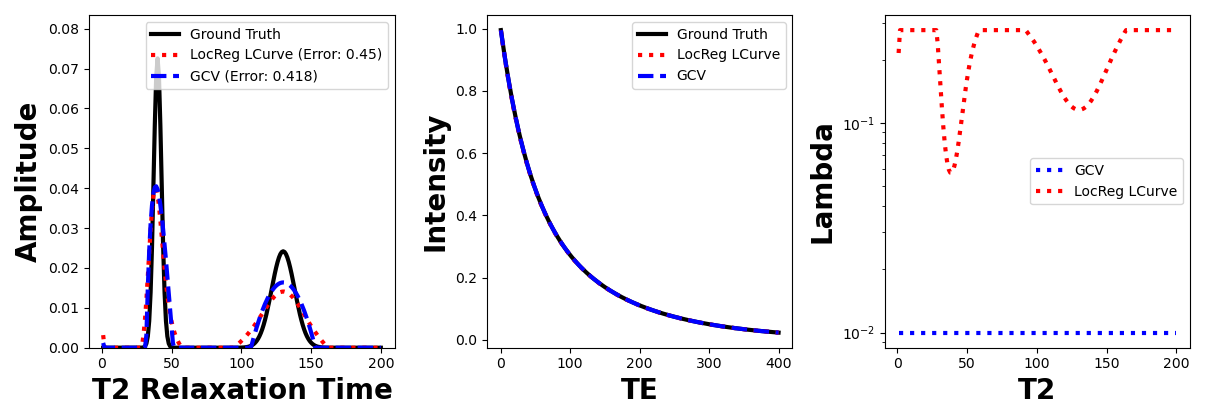 Amplitude
0.08
0.07
0.06
0.05
0.04
0.03
0.02
0.01
0.00
Ground Truth
LocReg LCurve (Error: 0.45)
GCV (Error: 0.418)
0 50 100 150 200
T2 Relaxation Time
Intensity
1.0
0.8
0.6
0.4
0.2
0.0
Ground Truth
LocReg LCurve
GCV
0 100 200 300 400
TE
Lambda
10⁻¹
10⁻²
GCV
LocReg LCurve
0 50 100 150 200
T2